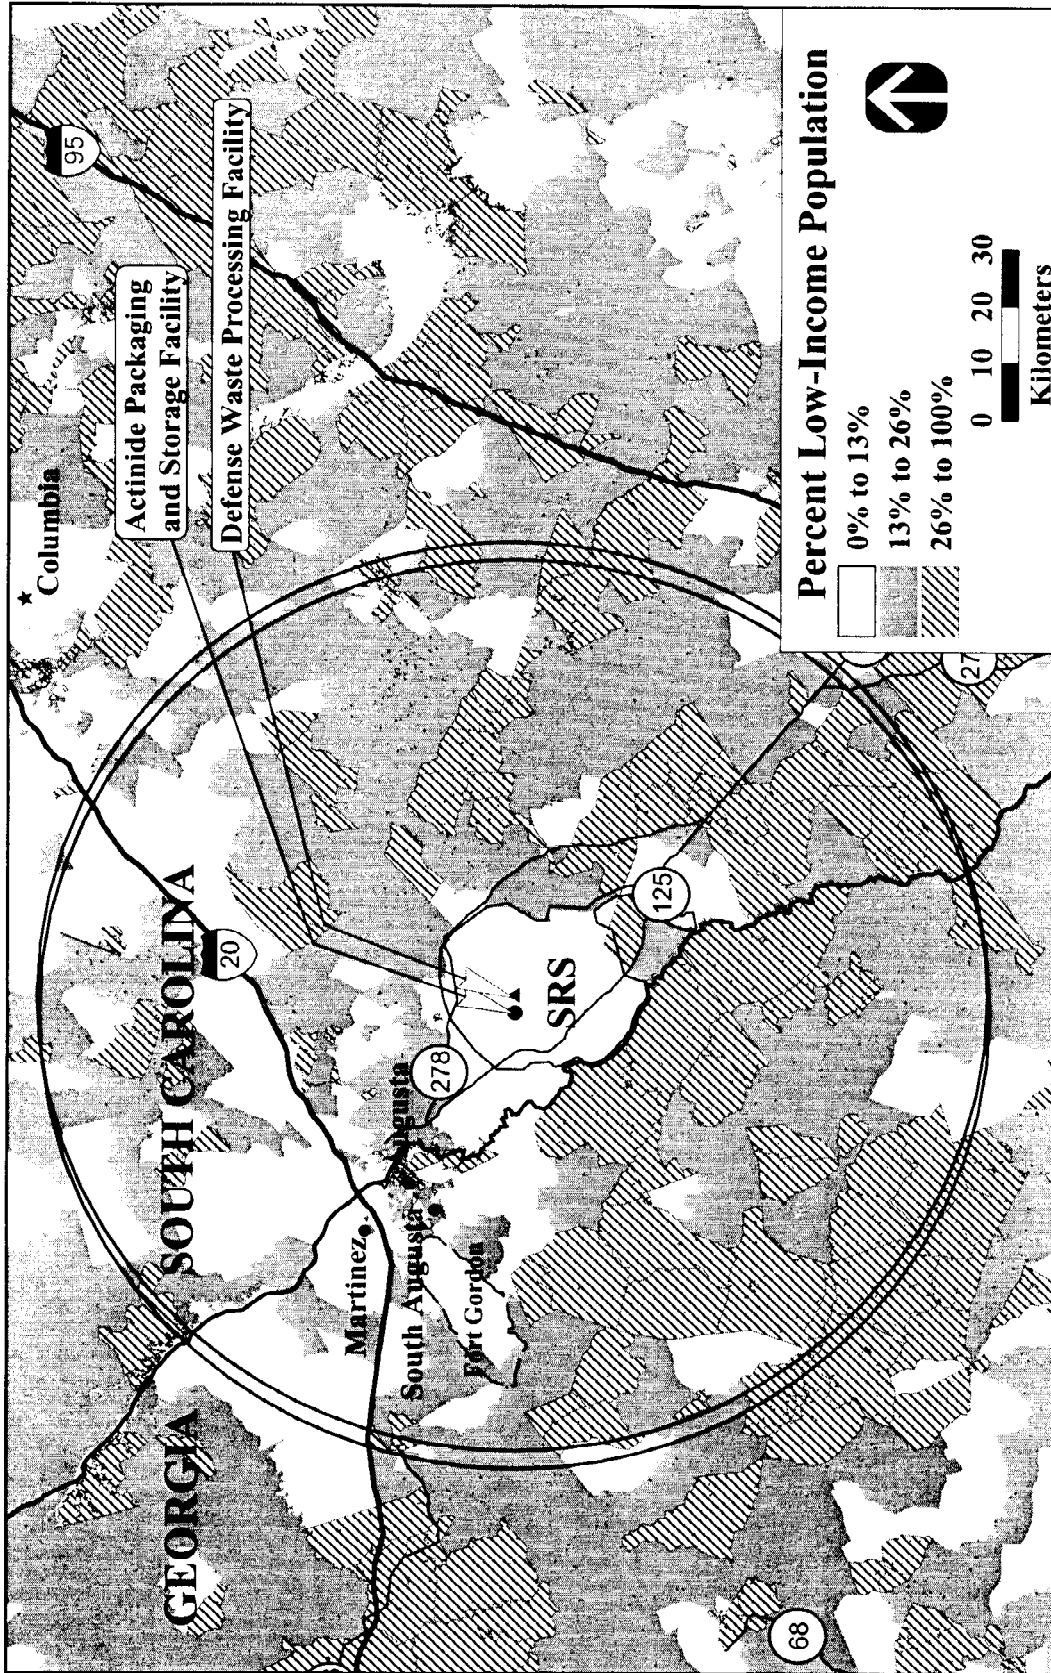 Columbia
Actinide Packaging
and Storage Facility
Defense Waste Processing Facility
95
GEORGIA
SOUTH CAROLINA
20
Martinez
South Augusta
Augusta
Fort Gordon
278
SRS
125
68
27
Percent Low-Income Population
0% to 13%
13% to 26%
26% to 100%
0 10 20 30
Kilometers